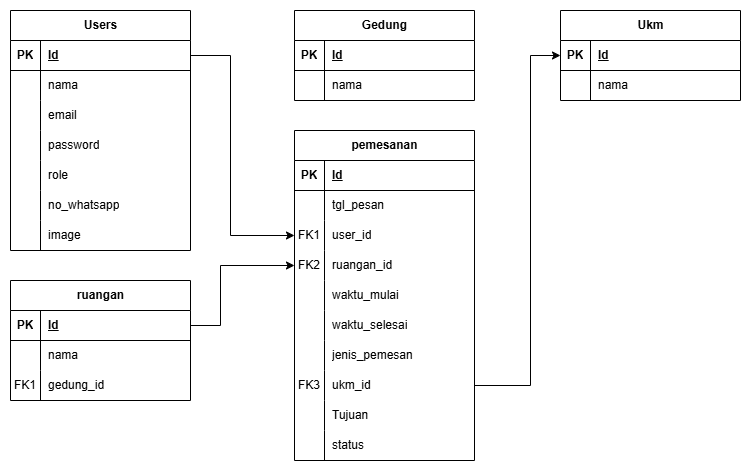 Users
PK Id
nama
email
password
role
no_whatsapp
image
Gedung
PK Id
nama
Ukm
PK Id
nama
pemesanan
PK Id
tgl_pesan
FK1 user_id
FK2 ruangan_id
waktu_mulai
waktu_selesai
jenis_pemesan
FK3 ukm_id
Tujuan
status
ruangan
PK Id
nama
FK1 gedung_id